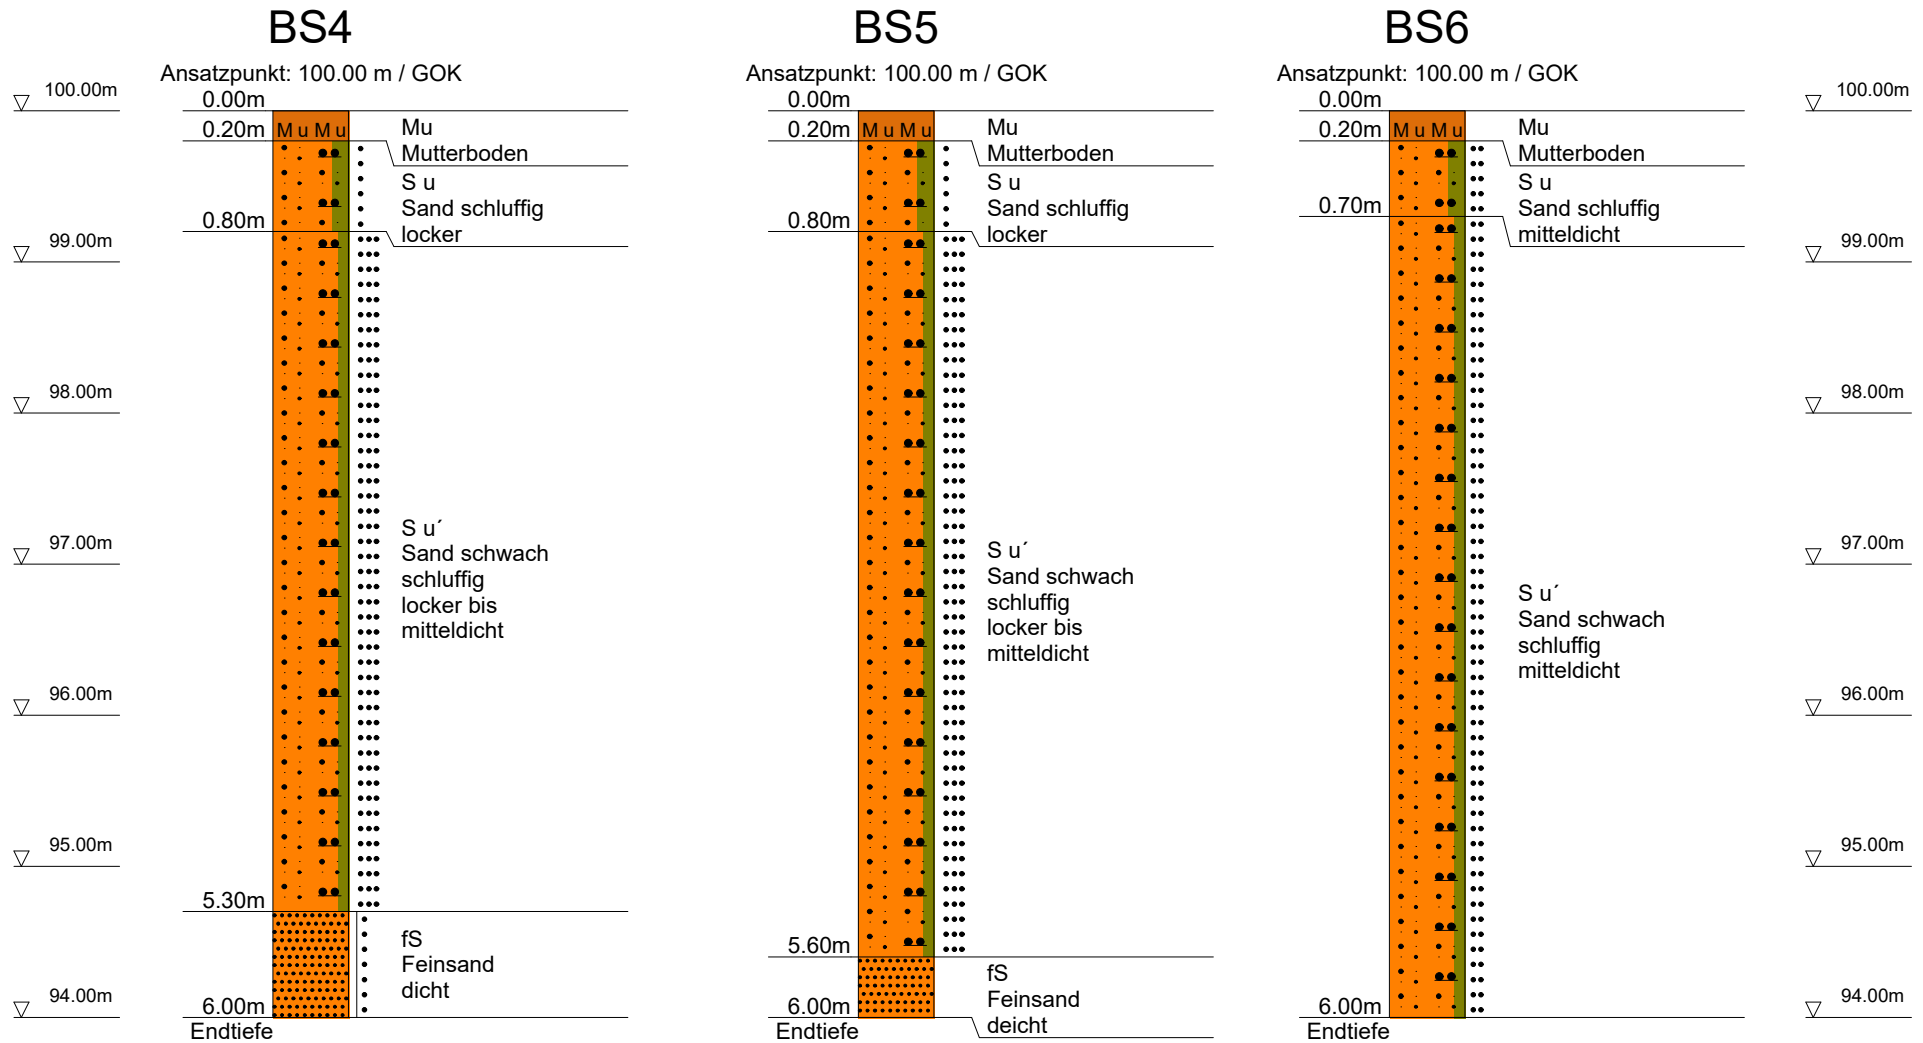 BS4
Ansatzpunkt: 100.00 m / GOK
0.00m
0.20m
M u M u
Mu
Mutterboden
S u
Sand schluffig
locker
0.80m
S u´
Sand schwach
schluffig
locker bis
mitteldicht
5.30m
fS
Feinsand
dicht
6.00m
Endtiefe
BS5
Ansatzpunkt: 100.00 m / GOK
0.00m
0.20m
M u M u
Mu
Mutterboden
S u
Sand schluffig
locker
0.80m
S u´
Sand schwach
schluffig
locker bis
mitteldicht
5.60m
fS
Feinsand
deicht
6.00m
Endtiefe
BS6
Ansatzpunkt: 100.00 m / GOK
0.00m
0.20m
M u M u
Mu
Mutterboden
S u
Sand schluffig
mitteldicht
0.70m
S u´
Sand schwach
schluffig
mitteldicht
6.00m
Endtiefe
100.00m
99.00m
98.00m
97.00m
96.00m
95.00m
94.00m
100.00m
99.00m
98.00m
97.00m
96.00m
95.00m
94.00m